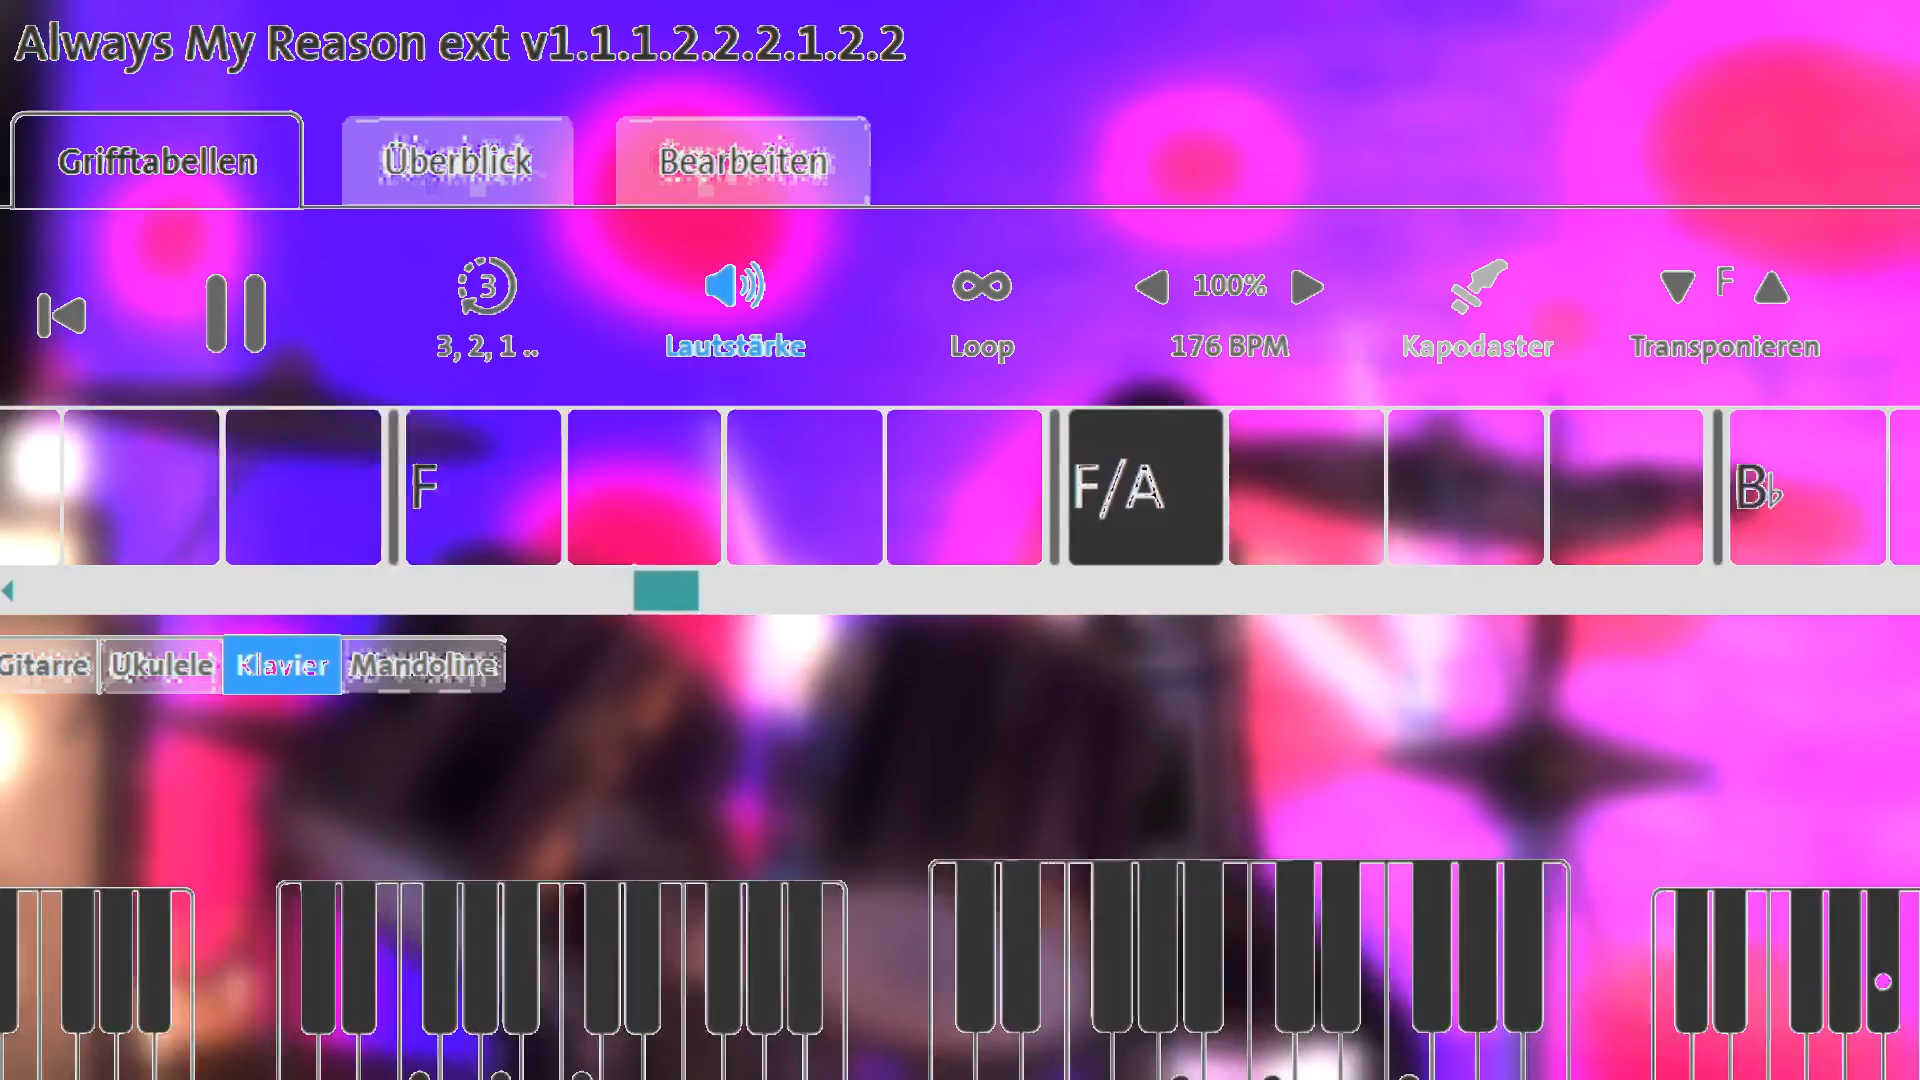 Always My Reason ext v1.1.1.2.2.2.1.2.2
Grifftabellen Überblick Bearbeiten
3 100% F
3, 2, 1 .. Lautstärke Loop 176 BPM Kapodaster Transponieren
F F/A B♭
Gitarre Ukulele Klavier Mandoline